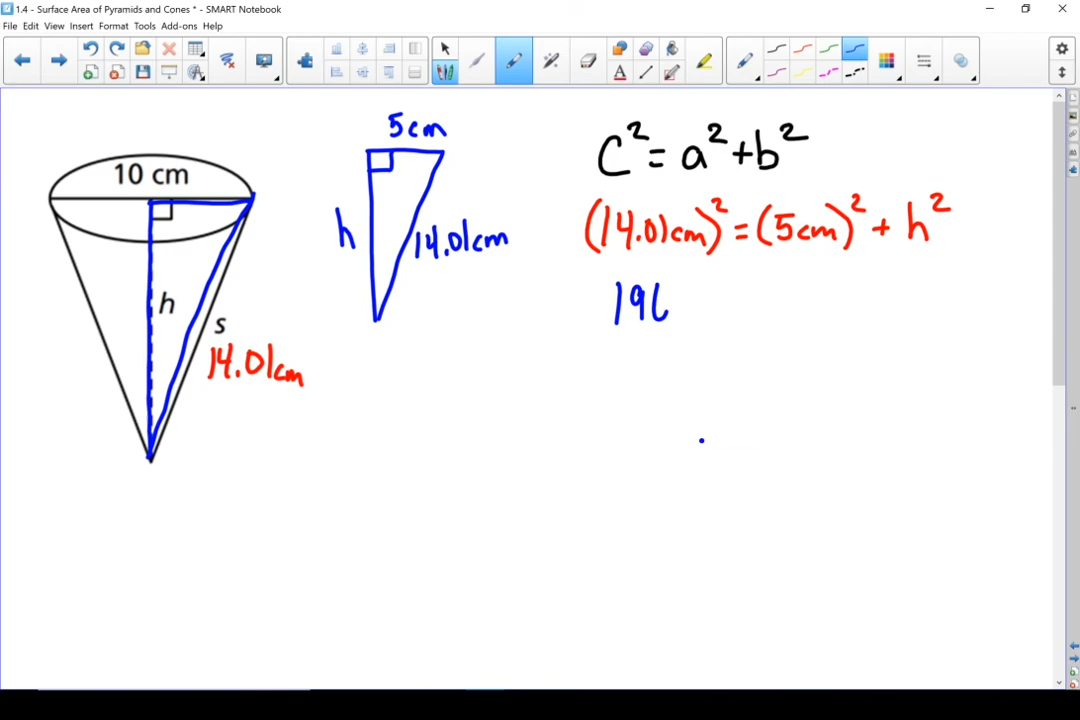 1.4 - Surface Area of Pyramids and Cones * - SMART Notebook
File Edit View Insert Format Tools Add-ons Help
10 cm
h
s
14.01cm
5cm
h
14.01cm
C² = a² + b²
(14.01cm)² = (5cm)² + h²
196